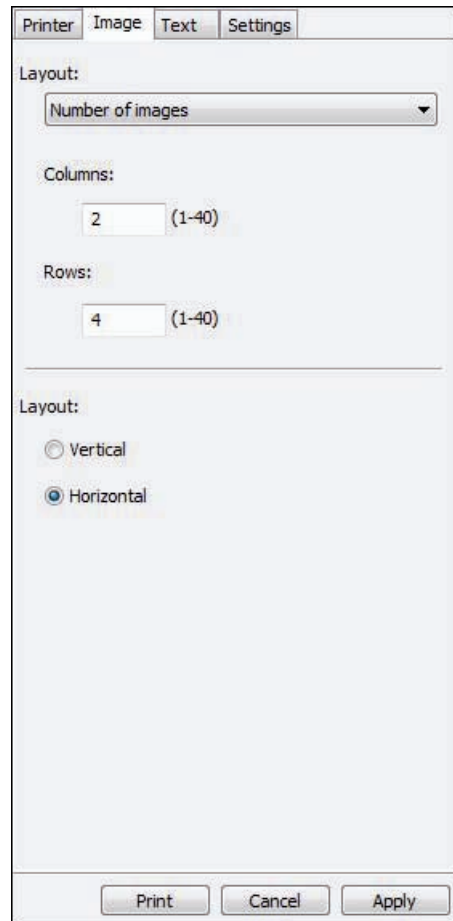 Printer Image Text Settings
Layout:
Number of images
Columns:
2 (1-40)
Rows:
4 (1-40)
Layout:
Vertical
Horizontal
Print Cancel Apply